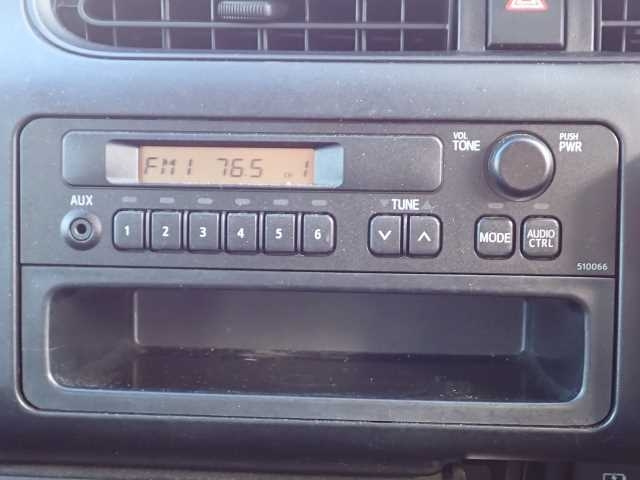 FM1 76.5 CH 1
VOL
TONE
PUSH
PWR
AUX
TUNE
1 2 3 4 5 6
MODE
AUDIO
CTRL
510066